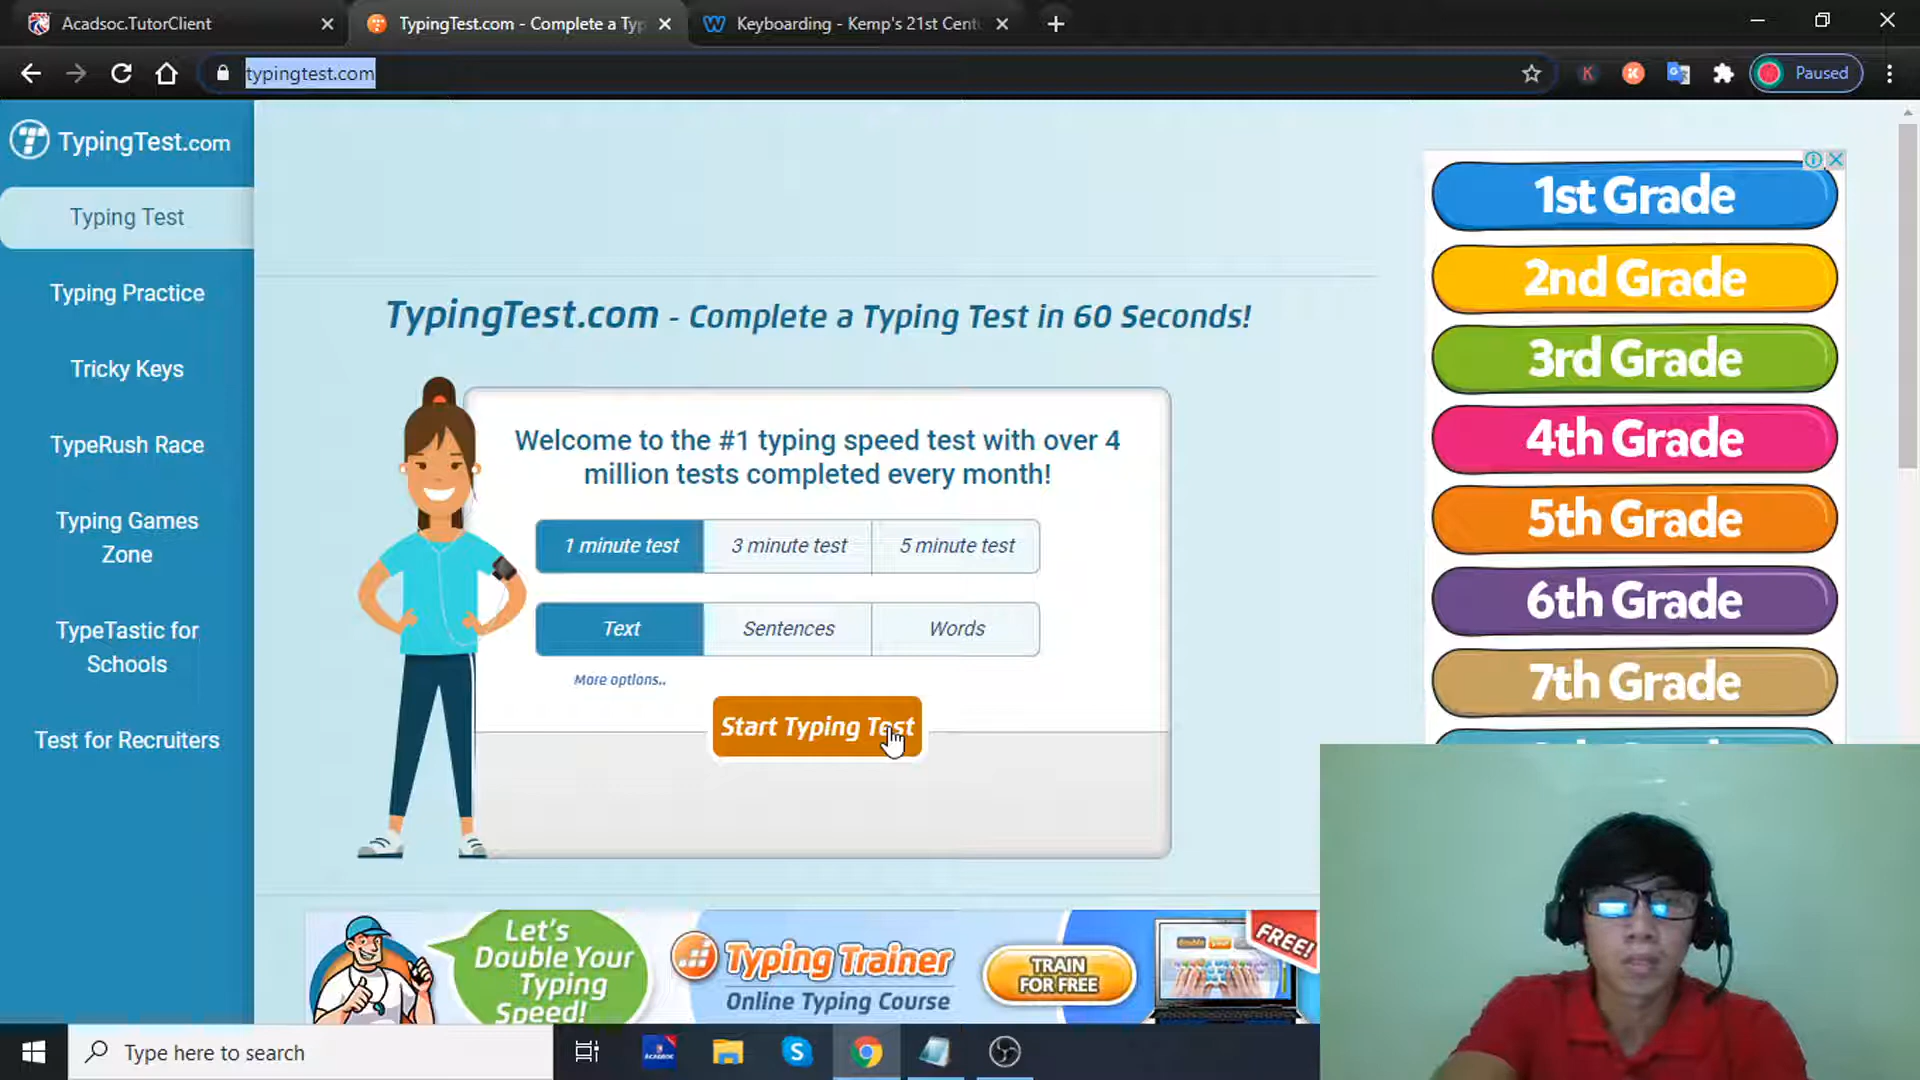 Acadsoc.TutorClient
TypingTest.com - Complete a Typ
Keyboarding - Kemp's 21st Cent
typingtest.com
Paused
TypingTest.com
Typing Test
Typing Practice
Tricky Keys
TypeRush Race
Typing Games
Zone
TypeTastic for
Schools
Test for Recruiters
TypingTest.com - Complete a Typing Test in 60 Seconds!
Welcome to the #1 typing speed test with over 4
million tests completed every month!
1 minute test
3 minute test
5 minute test
Text
Sentences
Words
More options..
Start Typing Test
1st Grade
2nd Grade
3rd Grade
4th Grade
5th Grade
6th Grade
7th Grade
Let's
Double Your
Typing
Speed!
Typing Trainer
Online Typing Course
TRAIN
FOR FREE
FREE!
Type here to search
ACADSOC